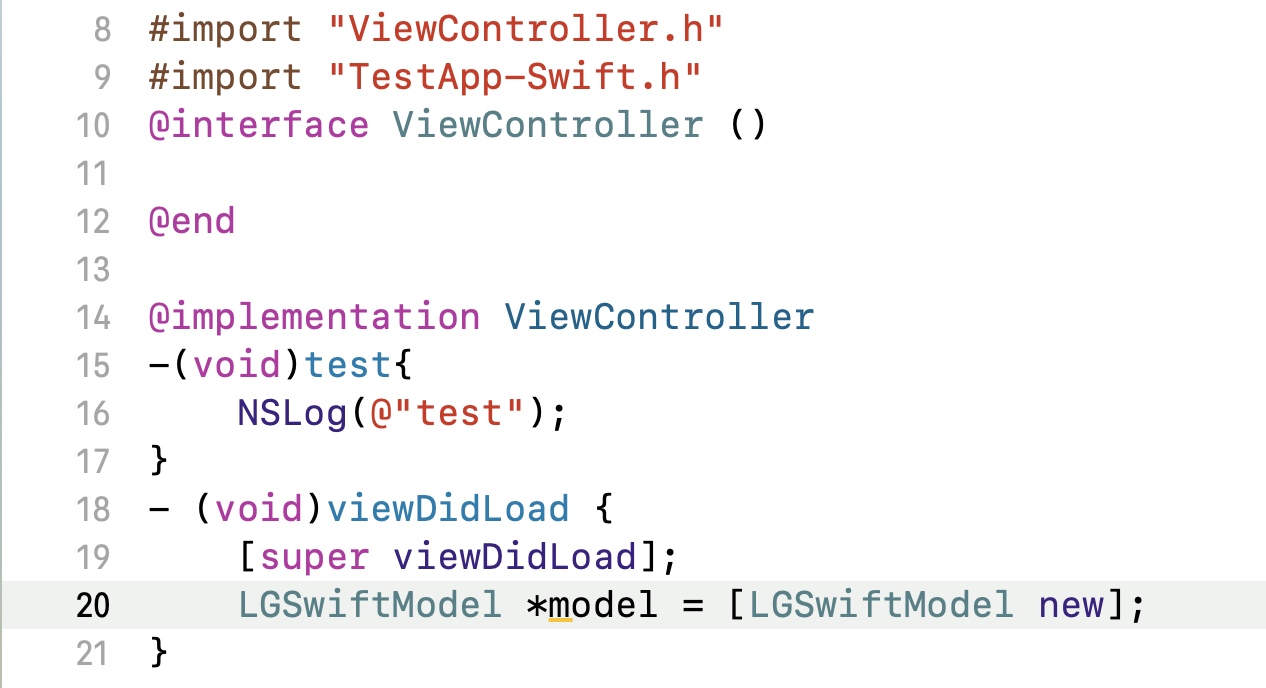 8 #import "ViewController.h"
9 #import "TestApp-Swift.h"
10 @interface ViewController ()
11
12 @end
13
14 @implementation ViewController
15 -(void)test{
16     NSLog(@"test");
17 }
18 - (void)viewDidLoad {
19     [super viewDidLoad];
20     LGSwiftModel *model = [LGSwiftModel new];
21 }